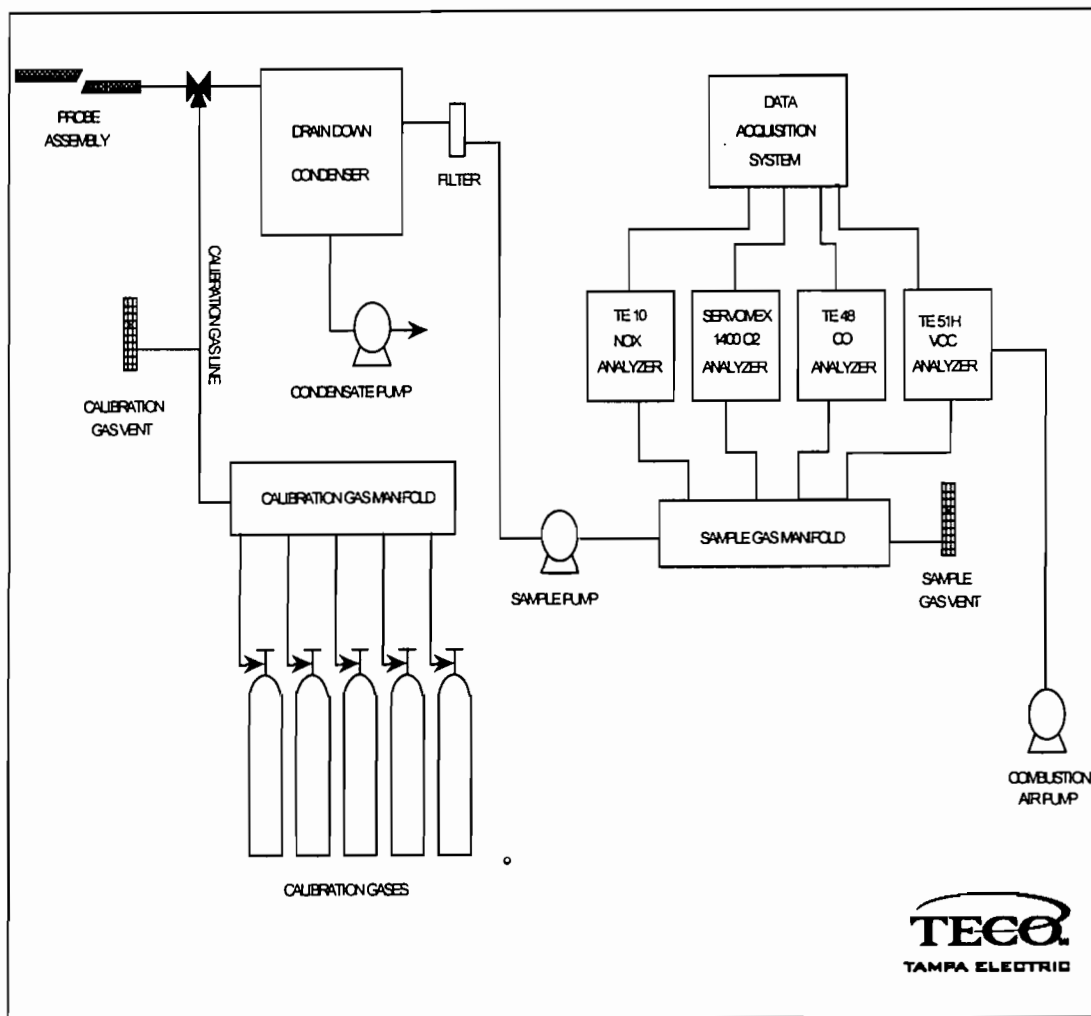 PROBE
ASSEMBLY
DRAIN DOWN
CONDENSER
FILTER
DATA
ACQUISITION
SYSTEM
CALIBRATION GAS LINE
TE 10
NOX
ANALYZER
SERVOMEX
1400 O2
ANALYZER
TE 48
CO
ANALYZER
TE 51H
VOC
ANALYZER
CONDENSATE PUMP
CALIBRATION
GAS VENT
CALIBRATION GAS MANIFOLD
SAMPLE GAS MANIFOLD
SAMPLE PUMP
SAMPLE
GAS VENT
COMBUSTION
AIR PUMP
CALIBRATION GASES
TECO
TAMPA ELECTRIC